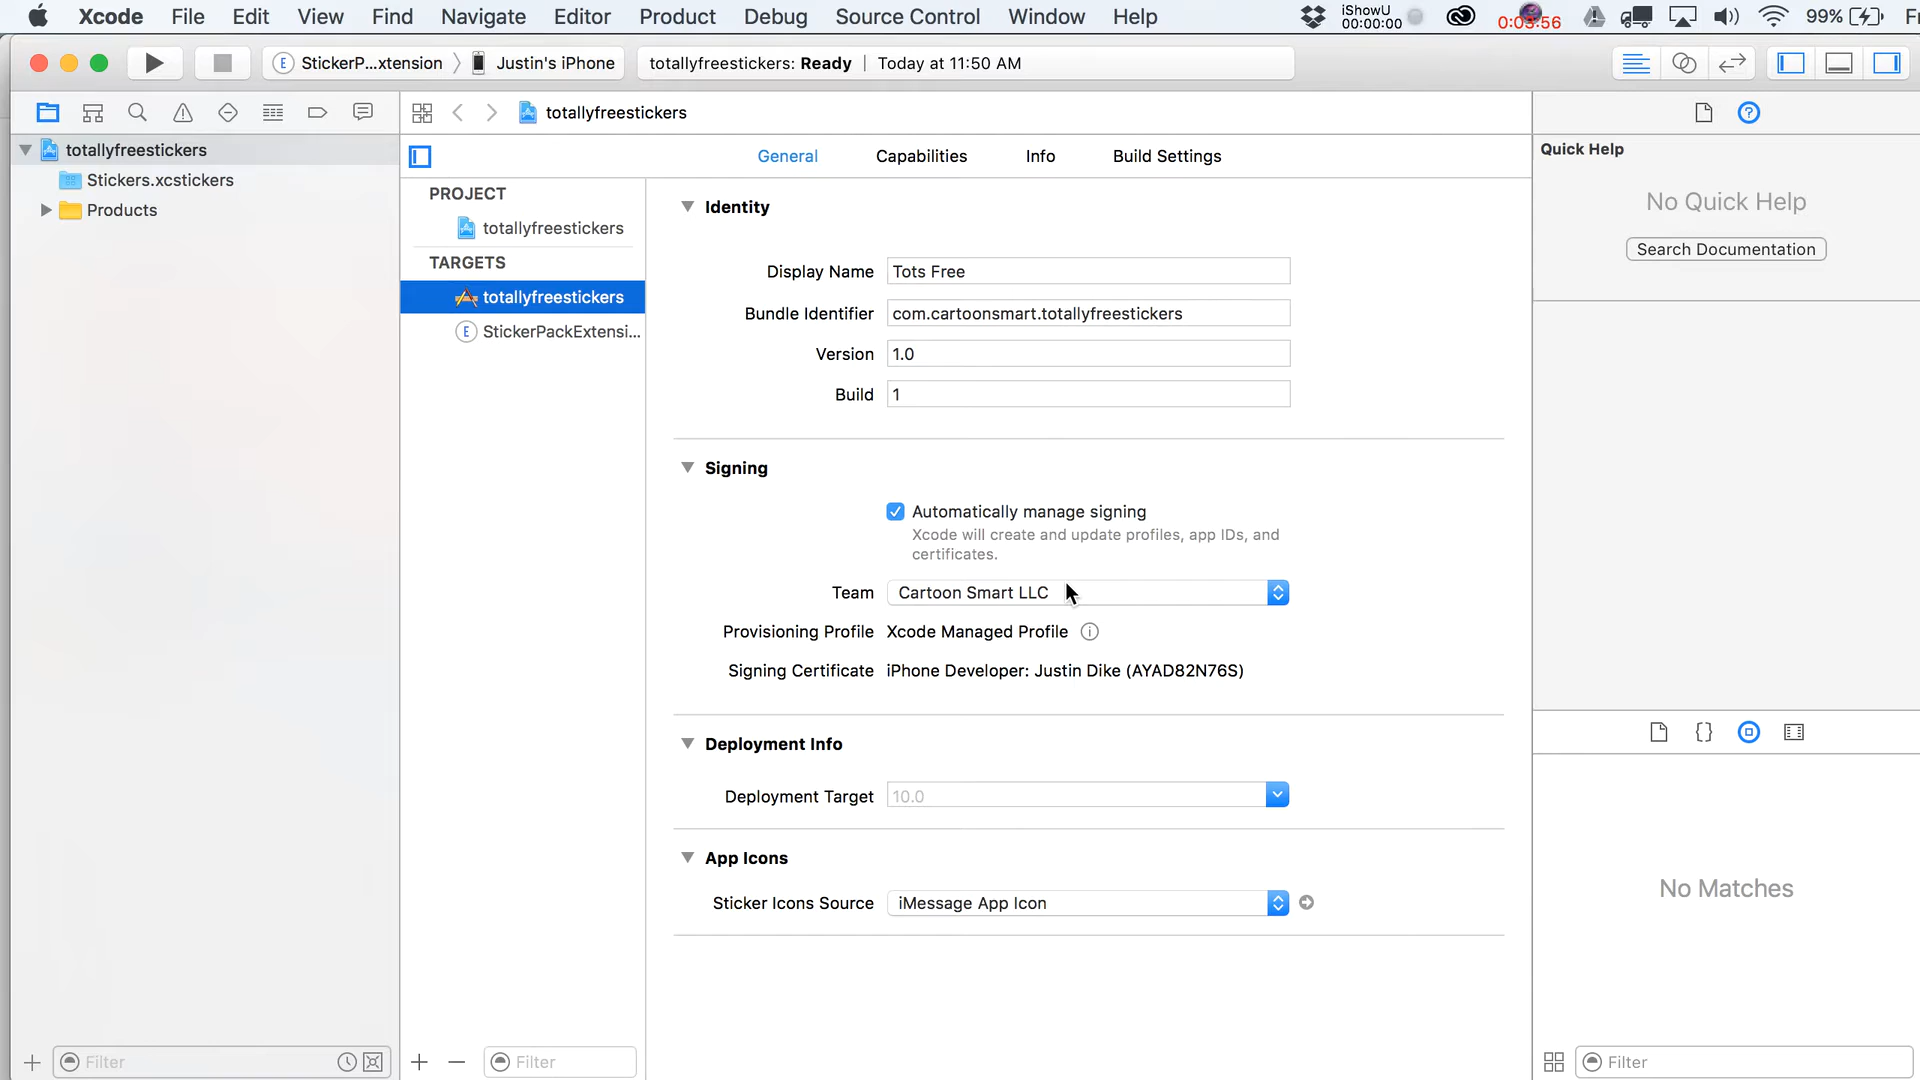 Xcode File Edit View Find Navigate Editor Product Debug Source Control Window Help
iShowU
00:00:00
99%
StickerP...xtension
Justin's iPhone
totallyfreestickers: Ready | Today at 11:50 AM
totallyfreestickers
totallyfreestickers
Stickers.xcstickers
Products
General Capabilities Info Build Settings
PROJECT
totallyfreestickers
TARGETS
totallyfreestickers
E StickerPackExtensi...
Identity
Display Name Tots Free
Bundle Identifier com.cartoonsmart.totallyfreestickers
Version 1.0
Build 1
Signing
Automatically manage signing
Xcode will create and update profiles, app IDs, and
certificates.
Team Cartoon Smart LLC
Provisioning Profile Xcode Managed Profile
Signing Certificate iPhone Developer: Justin Dike (AYAD82N76S)
Deployment Info
Deployment Target 10.0
App Icons
Sticker Icons Source iMessage App Icon
Quick Help
No Quick Help
Search Documentation
No Matches
Filter
Filter
Filter